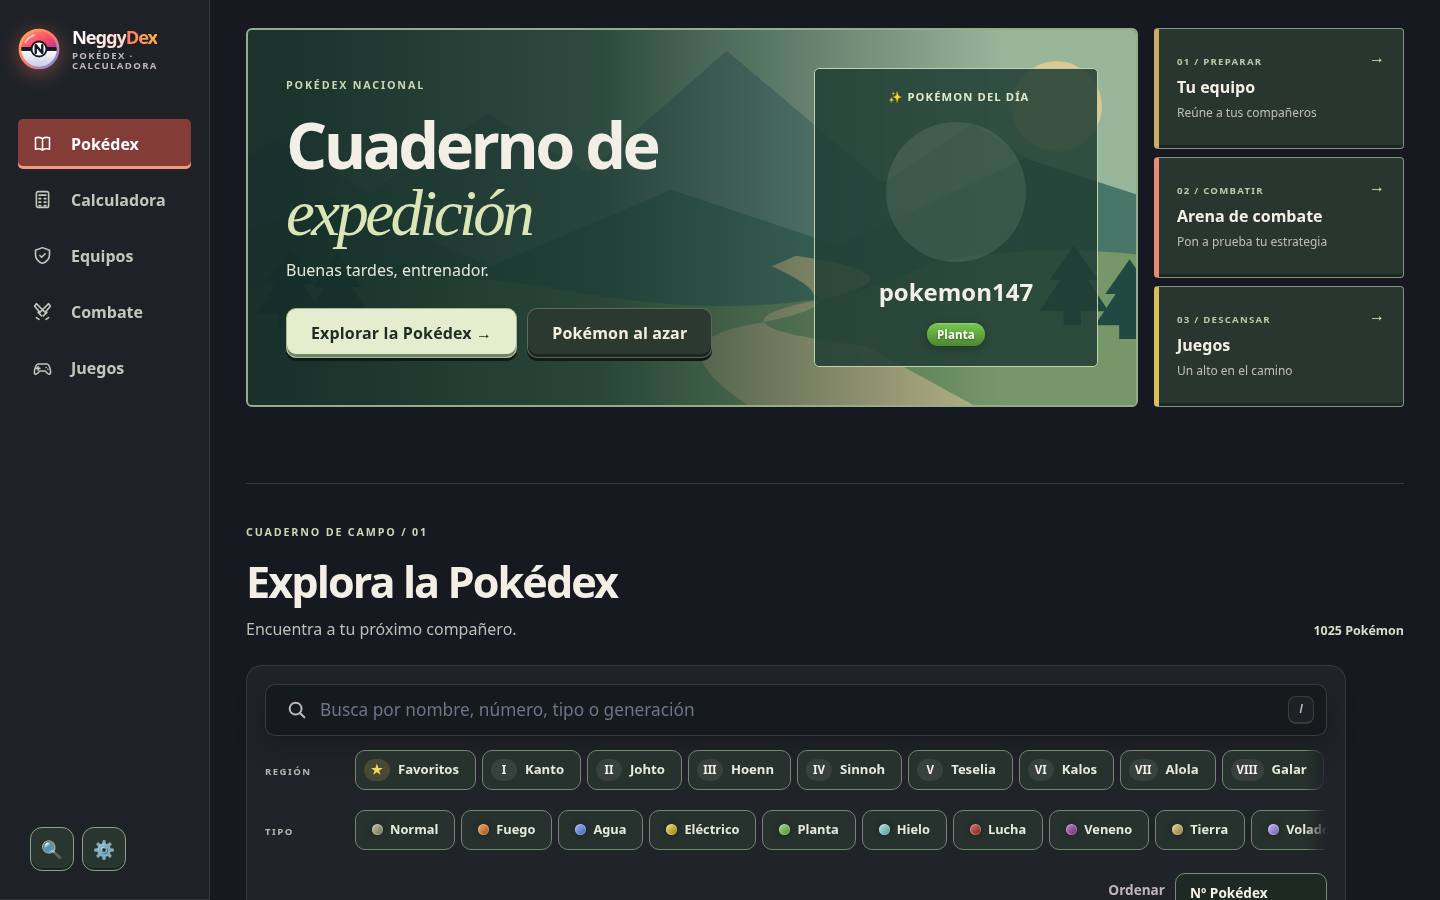 NeggyDex
POKÉDEX ·
CALCULADORA
Pokédex
Calculadora
Equipos
Combate
Juegos
POKÉDEX NACIONAL
Cuaderno de
expedición
Buenas tardes, entrenador.
Explorar la Pokédex →
Pokémon al azar
✨ POKÉMON DEL DÍA
pokemon147
Planta
01 / PREPARAR →
Tu equipo
Reúne a tus compañeros
02 / COMBATIR →
Arena de combate
Pon a prueba tu estrategia
03 / DESCANSAR →
Juegos
Un alto en el camino
CUADERNO DE CAMPO / 01
Explora la Pokédex
Encuentra a tu próximo compañero.
1025 Pokémon
Busca por nombre, número, tipo o generación /
REGIÓN ★ Favoritos I Kanto II Johto III Hoenn IV Sinnoh V Teselia VI Kalos VII Alola VIII Galar
TIPO Normal Fuego Agua Eléctrico Planta Hielo Lucha Veneno Tierra
Ordenar Nº Pokédex